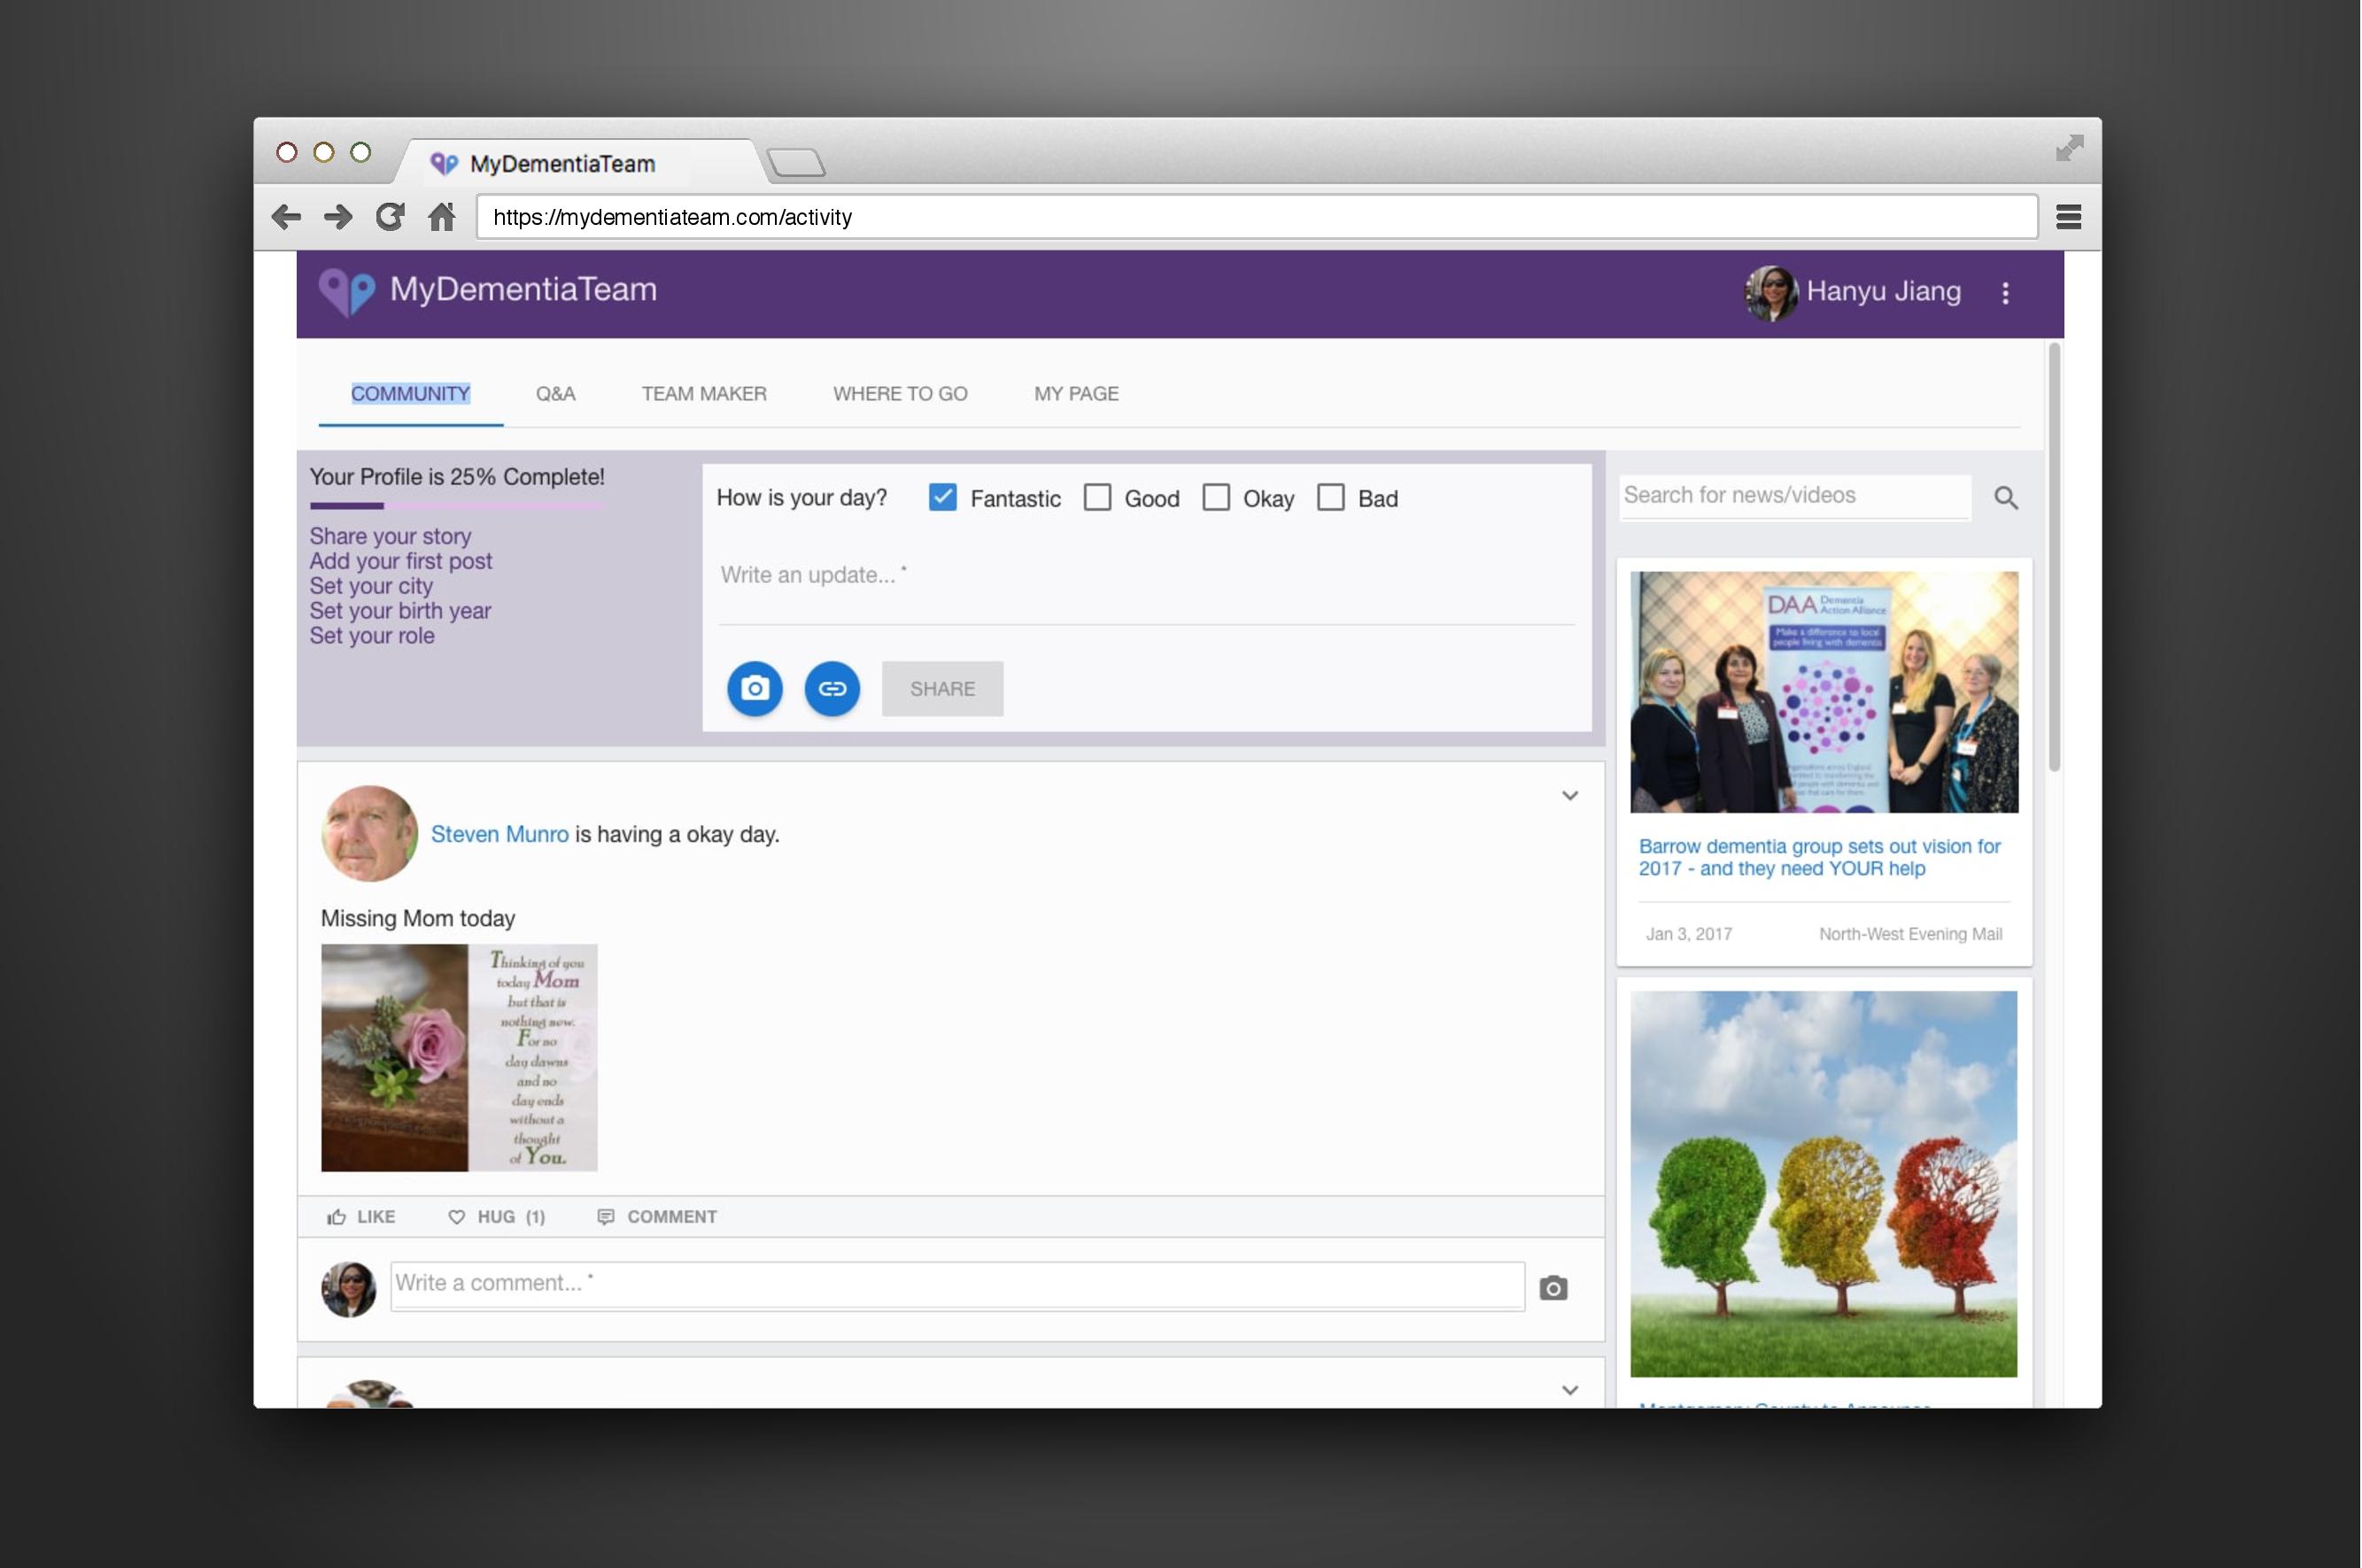 MyDementiaTeam
https://mydementiateam.com/activity
MyDementiaTeam
Hanyu Jiang
COMMUNITY Q&A TEAM MAKER WHERE TO GO MY PAGE
Your Profile is 25% Complete!
Share your story
Add your first post
Set your city
Set your birth year
Set your role
How is your day? Fantastic Good Okay Bad
Write an update... *
SHARE
Steven Munro is having a okay day.
Missing Mom today
Thinking of you
today Mom
but that is
nothing new.
For no
day dawns
and no
day ends
without a
thought
of You.
LIKE HUG (1) COMMENT
Write a comment... *
Search for news/videos
DAA Dementia
Action Alliance
Make a difference to local
people living with dementia
Barrow dementia group sets out vision for
2017 - and they need YOUR help
Jan 3, 2017 North-West Evening Mail
Montgomery County to Announce